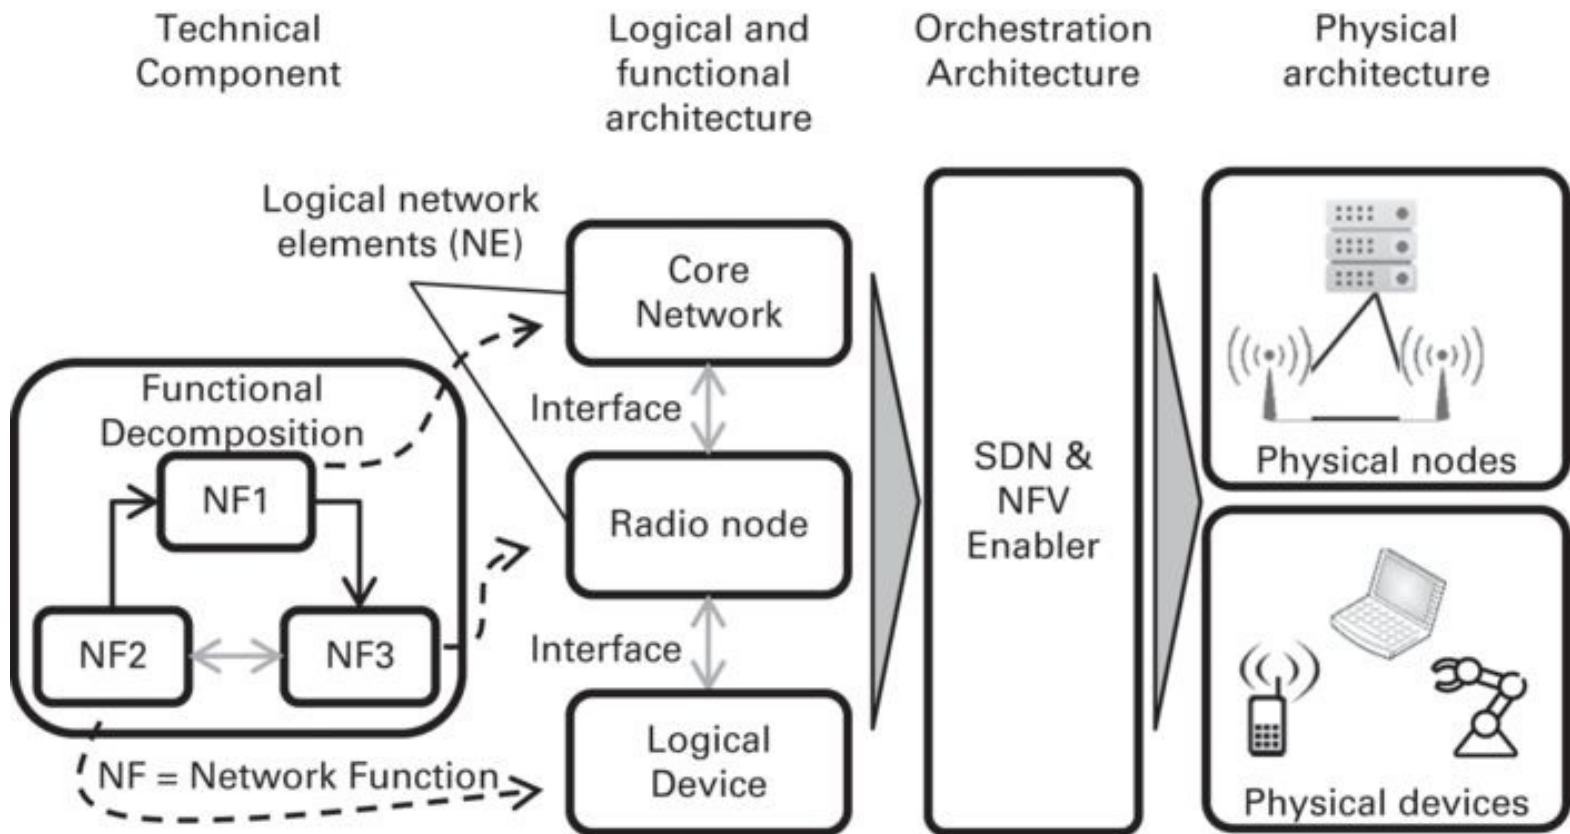 Technical
Component
Logical and
functional
architecture
Orchestration
Architecture
Physical
architecture
Logical network
elements (NE)
Functional
Decomposition
NF1
NF2
NF3
NF = Network Function
Core
Network
Interface
Radio node
Interface
Logical
Device
SDN &
NFV
Enabler
Physical nodes
Physical devices